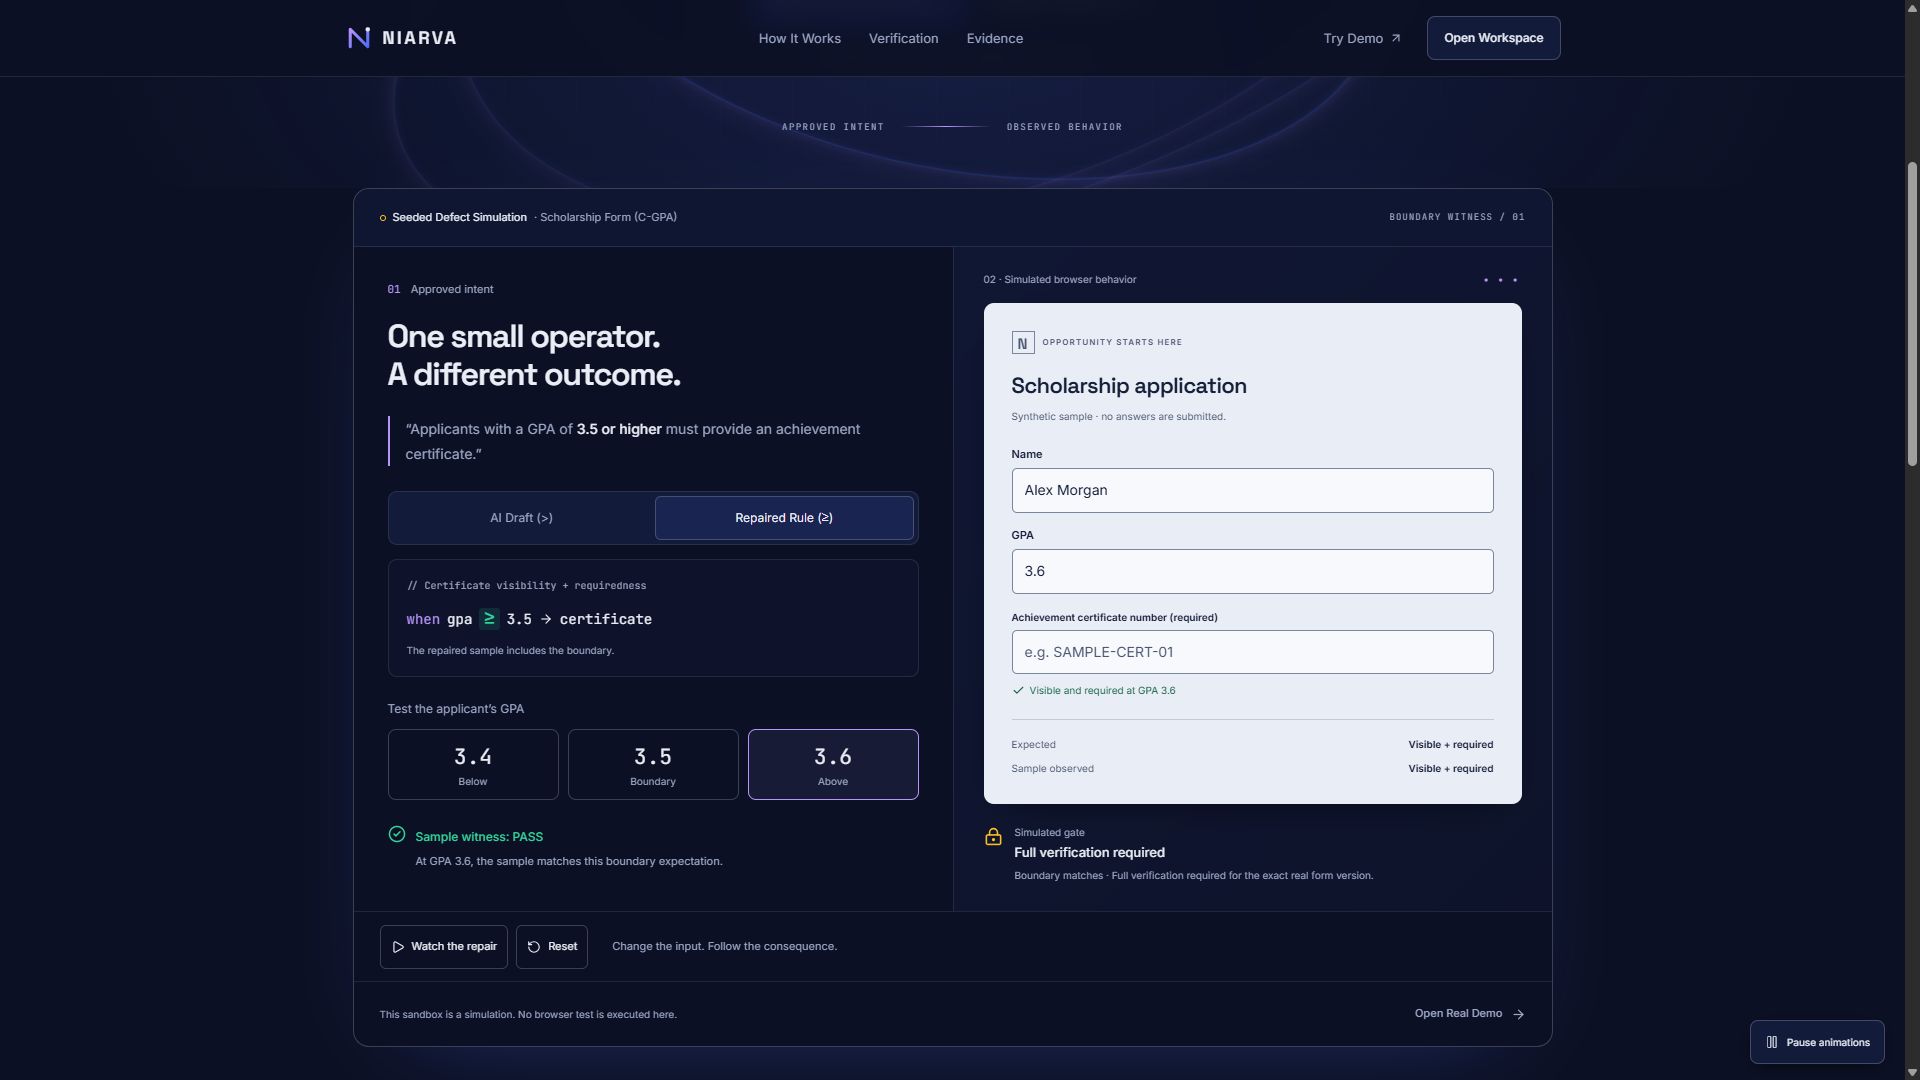 NIARVA
How It Works
Verification
Evidence
Try Demo
Open Workspace
APPROVED INTENT
OBSERVED BEHAVIOR
Seeded Defect Simulation · Scholarship Form (C-GPA)
BOUNDARY WITNESS / 01
01 Approved intent
One small operator.
A different outcome.
“Applicants with a GPA of 3.5 or higher must provide an achievement
certificate.”
AI Draft (>)
Repaired Rule (≥)
// Certificate visibility + requiredness
when gpa ≥ 3.5 → certificate
The repaired sample includes the boundary.
Test the applicant’s GPA
3.4
Below
3.5
Boundary
3.6
Above
Sample witness: PASS
At GPA 3.6, the sample matches this boundary expectation.
02 · Simulated browser behavior
N
OPPORTUNITY STARTS HERE
Scholarship application
Synthetic sample · no answers are submitted.
Name
Alex Morgan
GPA
3.6
Achievement certificate number (required)
e.g. SAMPLE-CERT-01
Visible and required at GPA 3.6
Expected Visible + required
Sample observed Visible + required
Simulated gate
Full verification required
Boundary matches · Full verification required for the exact real form version.
Watch the repair
Reset
Change the input. Follow the consequence.
This sandbox is a simulation. No browser test is executed here.
Open Real Demo →
Pause animations